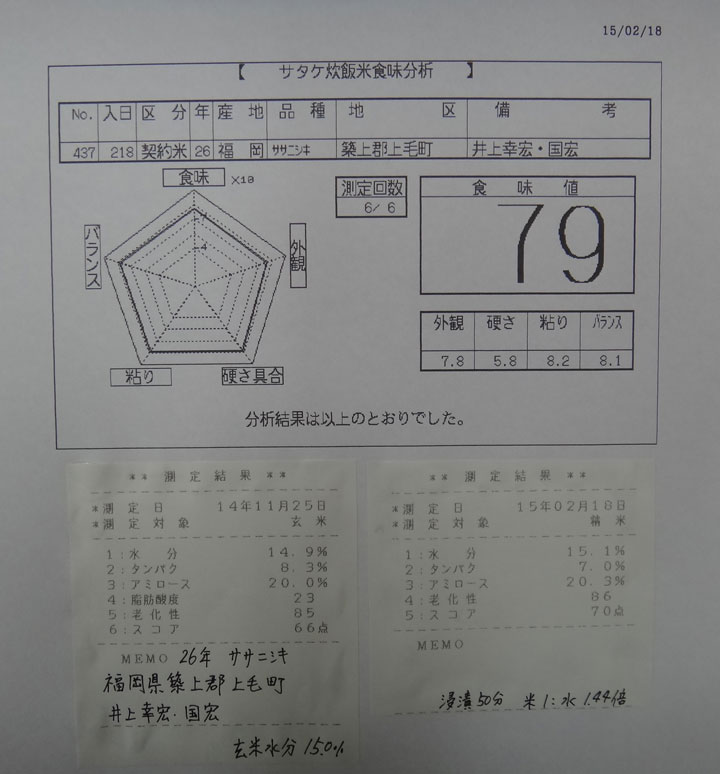 15/02/18
【 サタケ炊飯米食味分析 】
No. 入日 区分 年 産地 品種 地区 備考
437 218 契約米 26 福岡 ササニシキ 築上郡上毛町 井上幸宏・国宏
食味 ×10
7
4
バランス
外観
粘り
硬さ具合
測定回数
6/ 6
食味値
79
外観 硬さ 粘り バランス
7.8 5.8 8.2 8.1
分析結果は以上のとおりでした。
** 測定結果 **
*測定日 14年11月25日
*測定対象 玄米
1:水分 14.9%
2:タンパク 8.3%
3:アミロース 20.0%
4:脂肪酸度 23
5:老化性 85
6:スコア 66点
MEMO 26年 ササニシキ
福岡県築上郡上毛町
井上幸宏・国宏
玄米水分 15.0%
** 測定結果 **
*測定日 15年02月18日
*測定対象 精米
1:水分 15.1%
2:タンパク 7.0%
3:アミロース 20.3%
4:老化性 86
5:スコア 70点
MEMO
浸漬50分 米1:水1.44倍